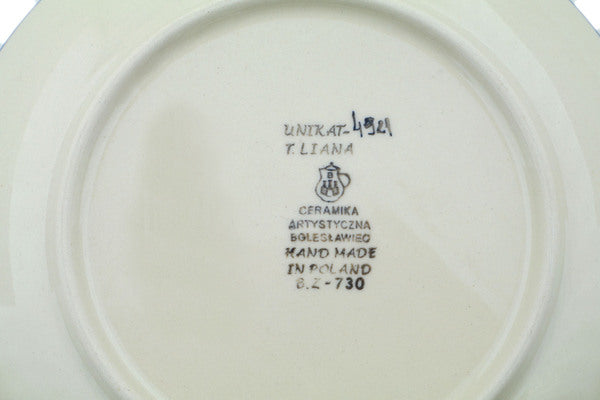 UNIKAT-4921
T. LIANA
B
CERAMIKA
ARTYSTYCZNA
BOLESŁAWIEC
HAND MADE
IN POLAND
B.Z-730